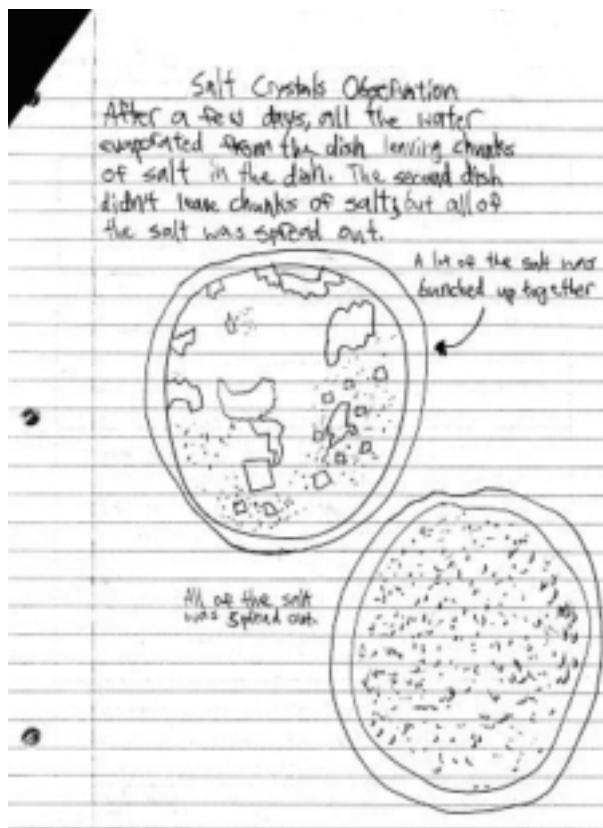 Salt Crystals Observation
After a few days, all the water
evaporated from the dish leaving chunks
of salt in the dish. The second dish
didn't leave chunks of salt, but all of
the salt was spread out.
A lot of the salt was
bunched up together
All of the salt
was spread out.